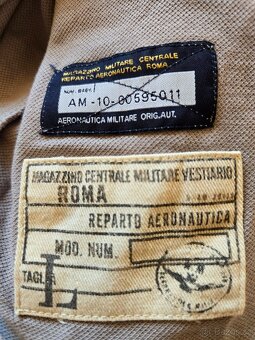 MAGAZZINO MILITARE CENTRALE
REPARTO AERONAUTICA ROMA.
AM-10-00595011
AERONAUTICA MILITARE ORIG.AUT.
MAGAZZINO CENTRALE MILITARE VESTIARIO
ROMA
REPARTO AERONAUTICA
MOD. NUM.
TAGLIA
L